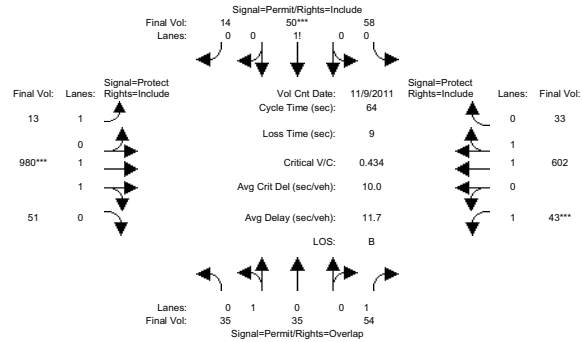 Signal=Permit/Rights=Include
Final Vol: 14 50*** 58
Lanes: 0 0 1! 0 0
Signal=Protect
Final Vol: Lanes: Rights=Include
Vol Cnt Date: 11/9/2011
Signal=Protect
Rights=Include Lanes: Final Vol:
Cycle Time (sec): 64
13 1
0 33
Loss Time (sec): 9
0
1
980*** 1
Critical V/C: 0.434
1 602
1
Avg Crit Del (sec/veh): 10.0
0
51 0
Avg Delay (sec/veh): 11.7
1 43***
LOS: B
Lanes: 0 1 0 0 1
Final Vol: 35 35 54
Signal=Permit/Rights=Overlap